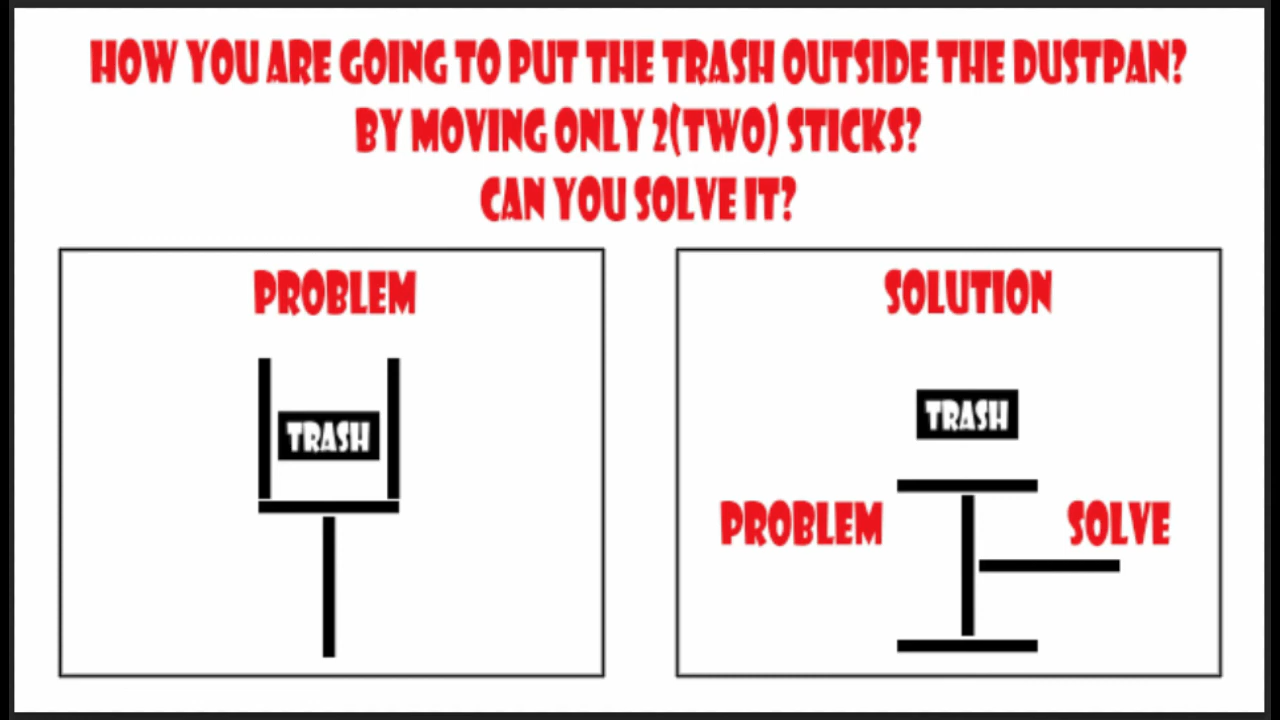 HOW YOU ARE GOING TO PUT THE TRASH OUTSIDE THE DUSTPAN?
BY MOVING ONLY 2(TWO) STICKS?
CAN YOU SOLVE IT?
PROBLEM
TRASH
SOLUTION
TRASH
PROBLEM
SOLVE